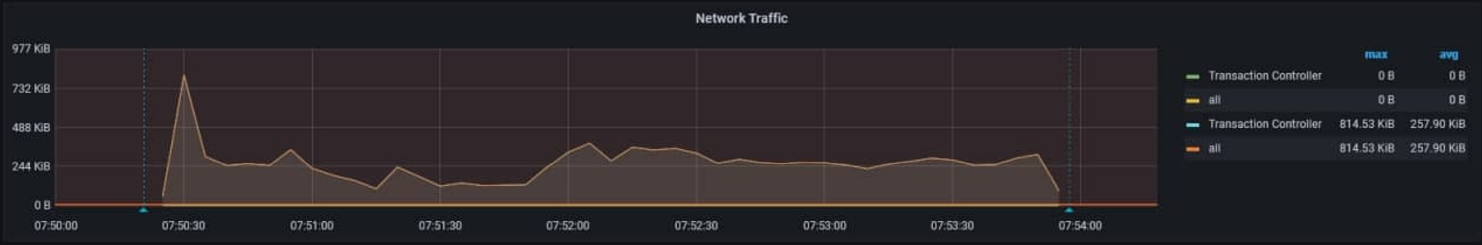 Network Traffic
977 KiB
732 KiB
488 KiB
244 KiB
0 B
07:50:00 07:50:30 07:51:00 07:51:30 07:52:00 07:52:30 07:53:00 07:53:30 07:54:00
max avg
Transaction Controller 0 B 0 B
all 0 B 0 B
Transaction Controller 814.53 KiB 257.90 KiB
all 814.53 KiB 257.90 KiB